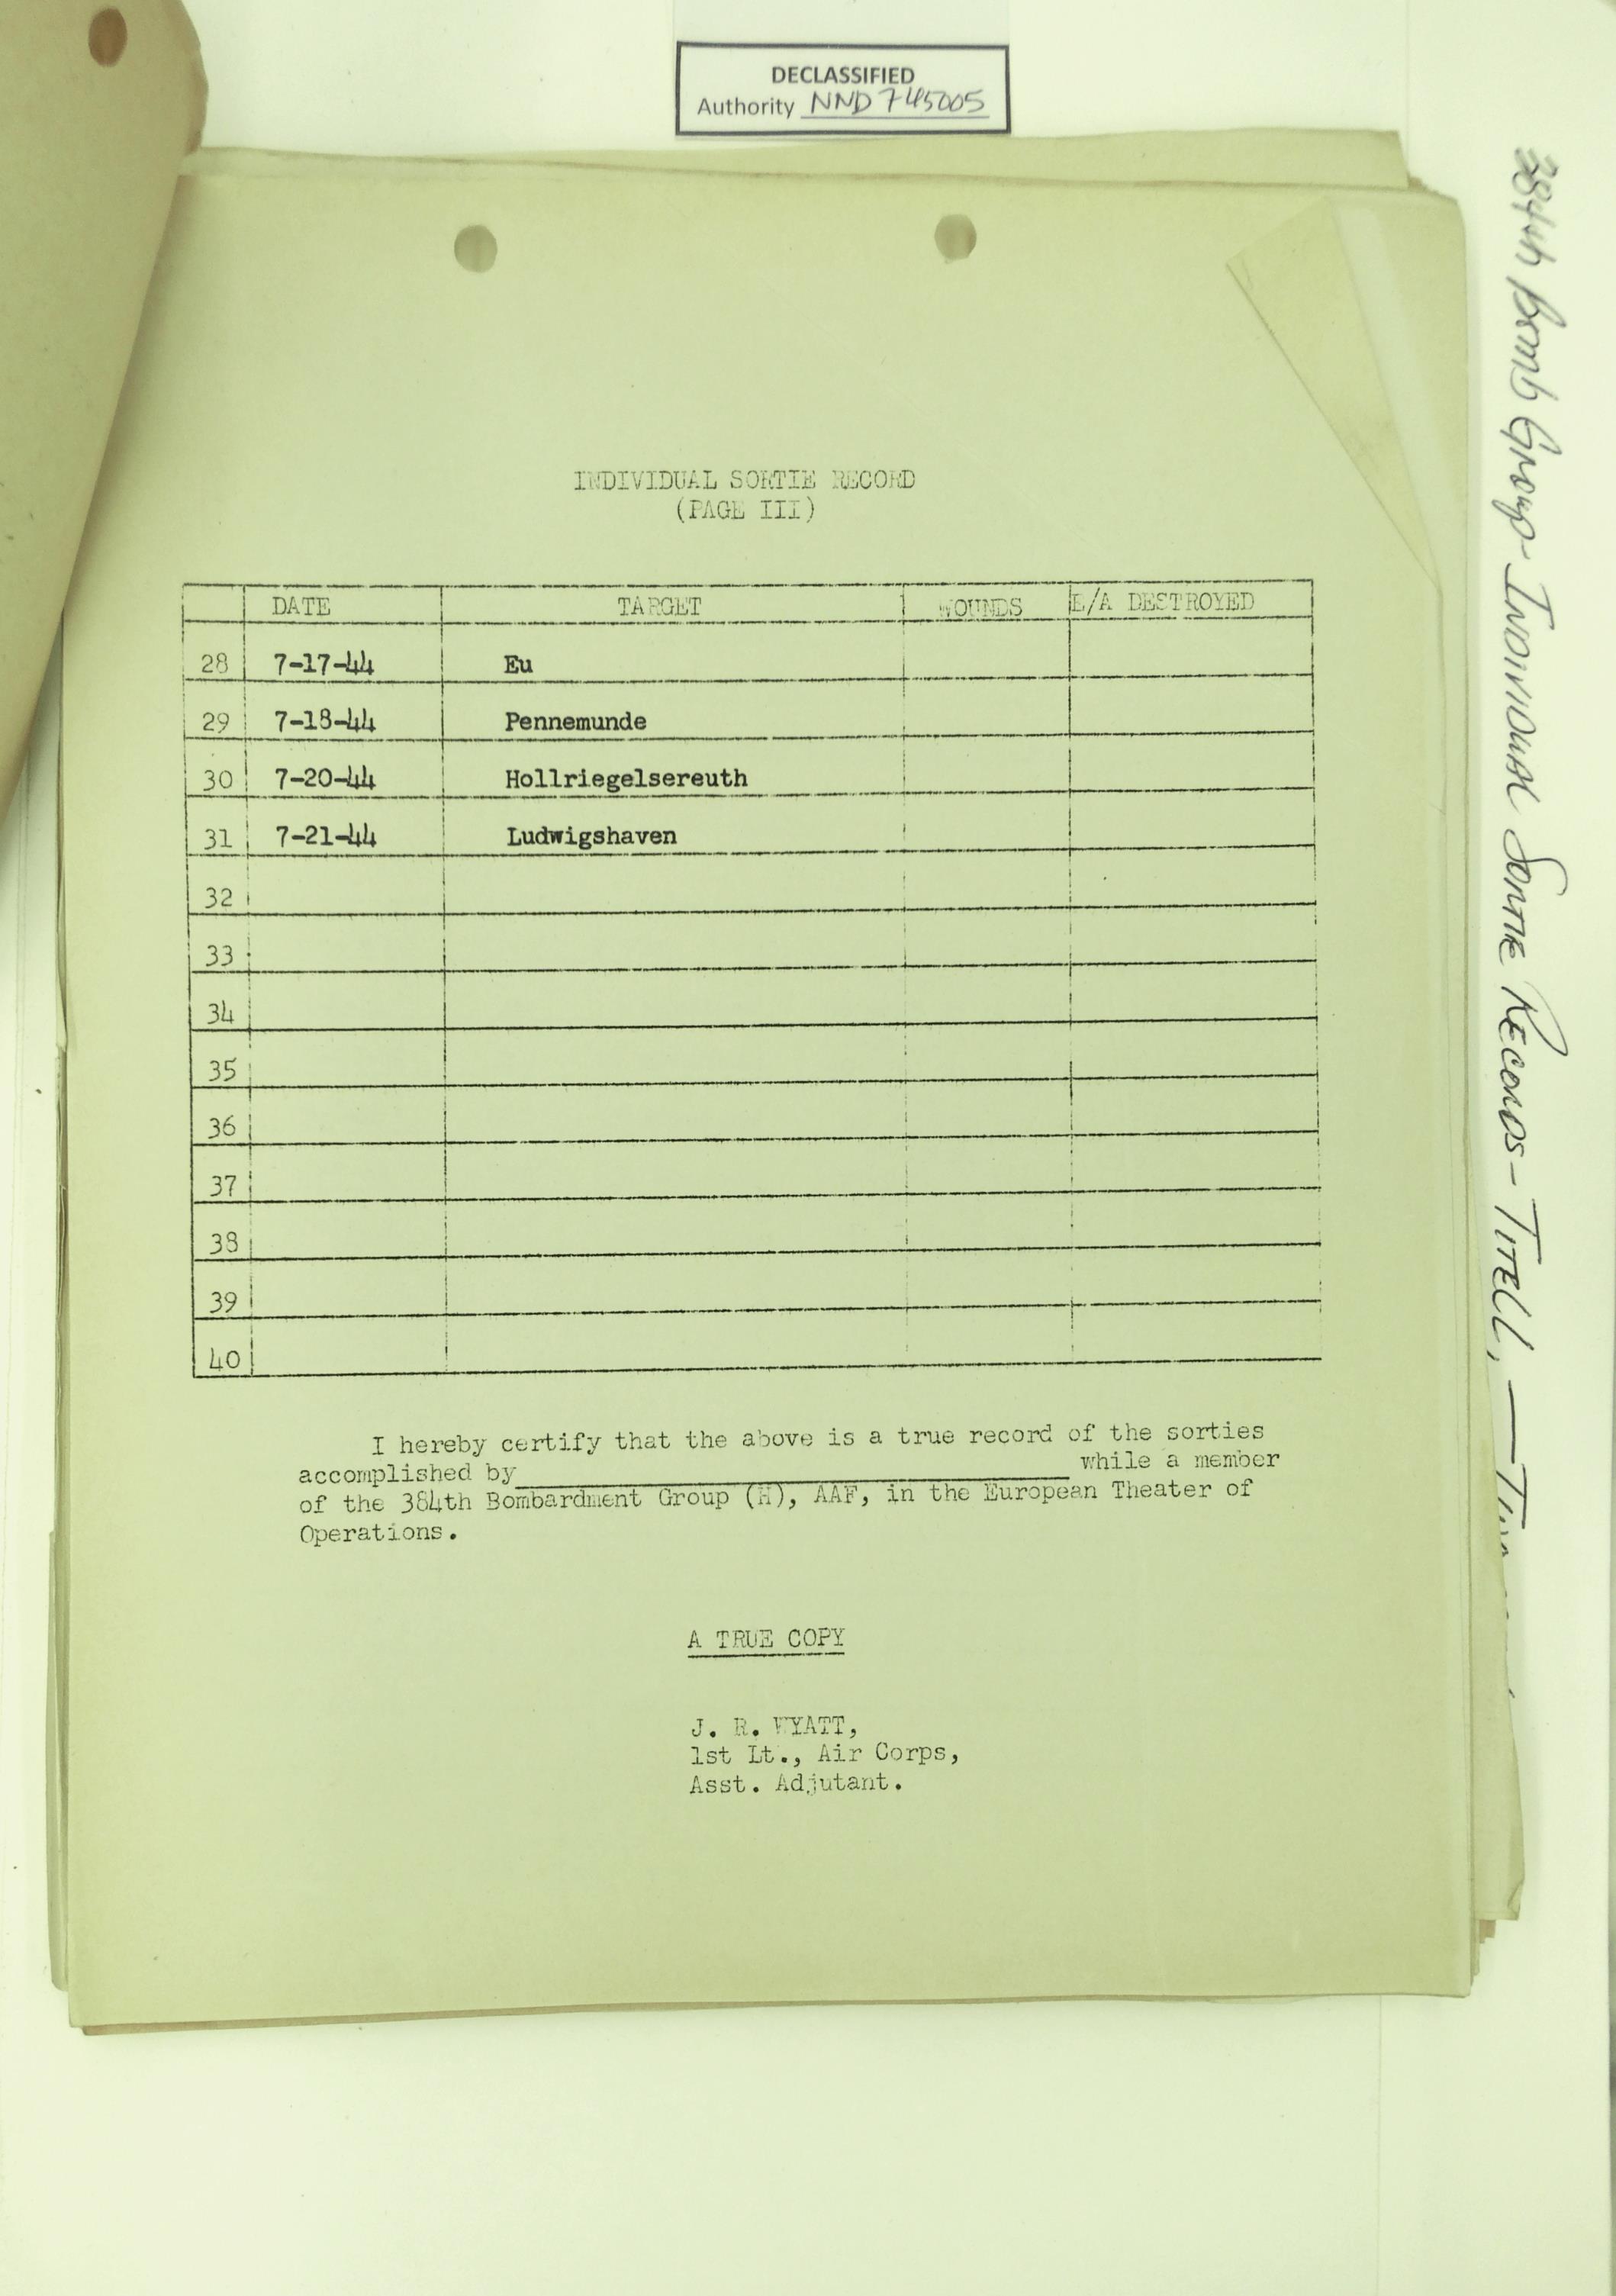 DECLASSIFIED
Authority NND 745005
INDIVIDUAL SORTIE RECORD
(PAGE III)
DATE TARGET WOUNDS E/A DESTROYED
28 7-17-44 Eu
29 7-18-44 Pennemunde
30 7-20-44 Hollriegelsereuth
31 7-21-44 Ludwigshaven
32
33
34
35
36
37
38
39
40
I hereby certify that the above is a true record of the sorties
accomplished by while a member
of the 384th Bombardment Group (H), AAF, in the European Theater of
Operations.
A TRUE COPY
J. R. WYATT,
1st Lt., Air Corps,
Asst. Adjutant.
384th Bomb Group - Individual Sortie Records - Titell, —